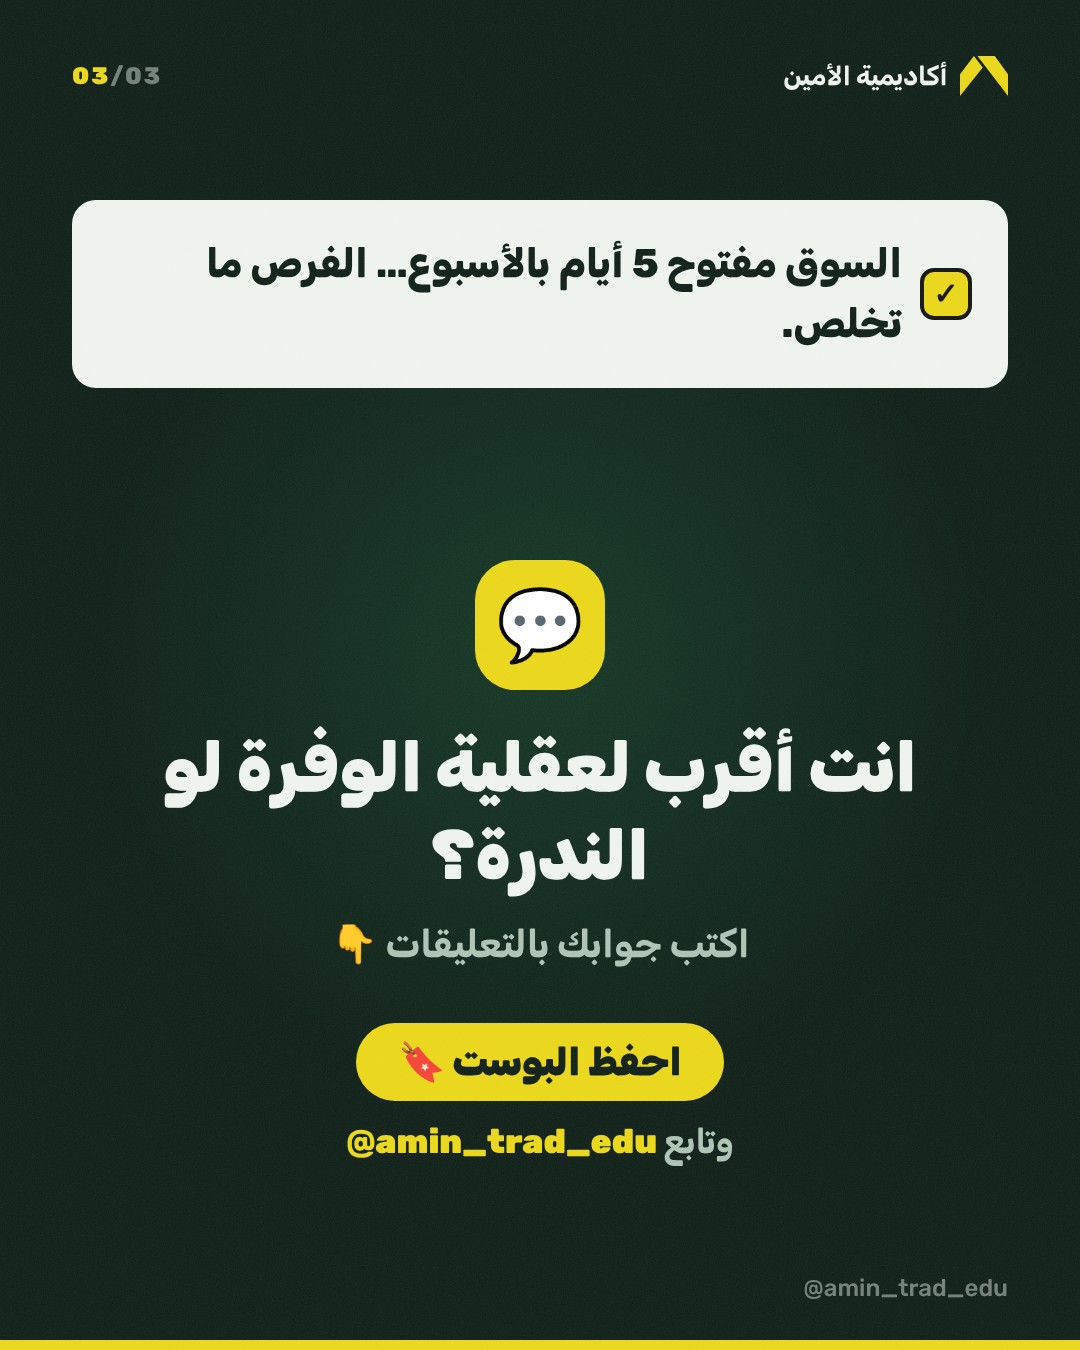 أكاديمية الأمين
03/03
السوق مفتوح 5 أيام بالأسبوع... الفرص ما
تخلص.
انت أقرب لعقلية الوفرة لو
الندرة؟
اكتب جوابك بالتعليقات 👇
احفظ البوست 🔖
وتابع @amin_trad_edu
@amin_trad_edu